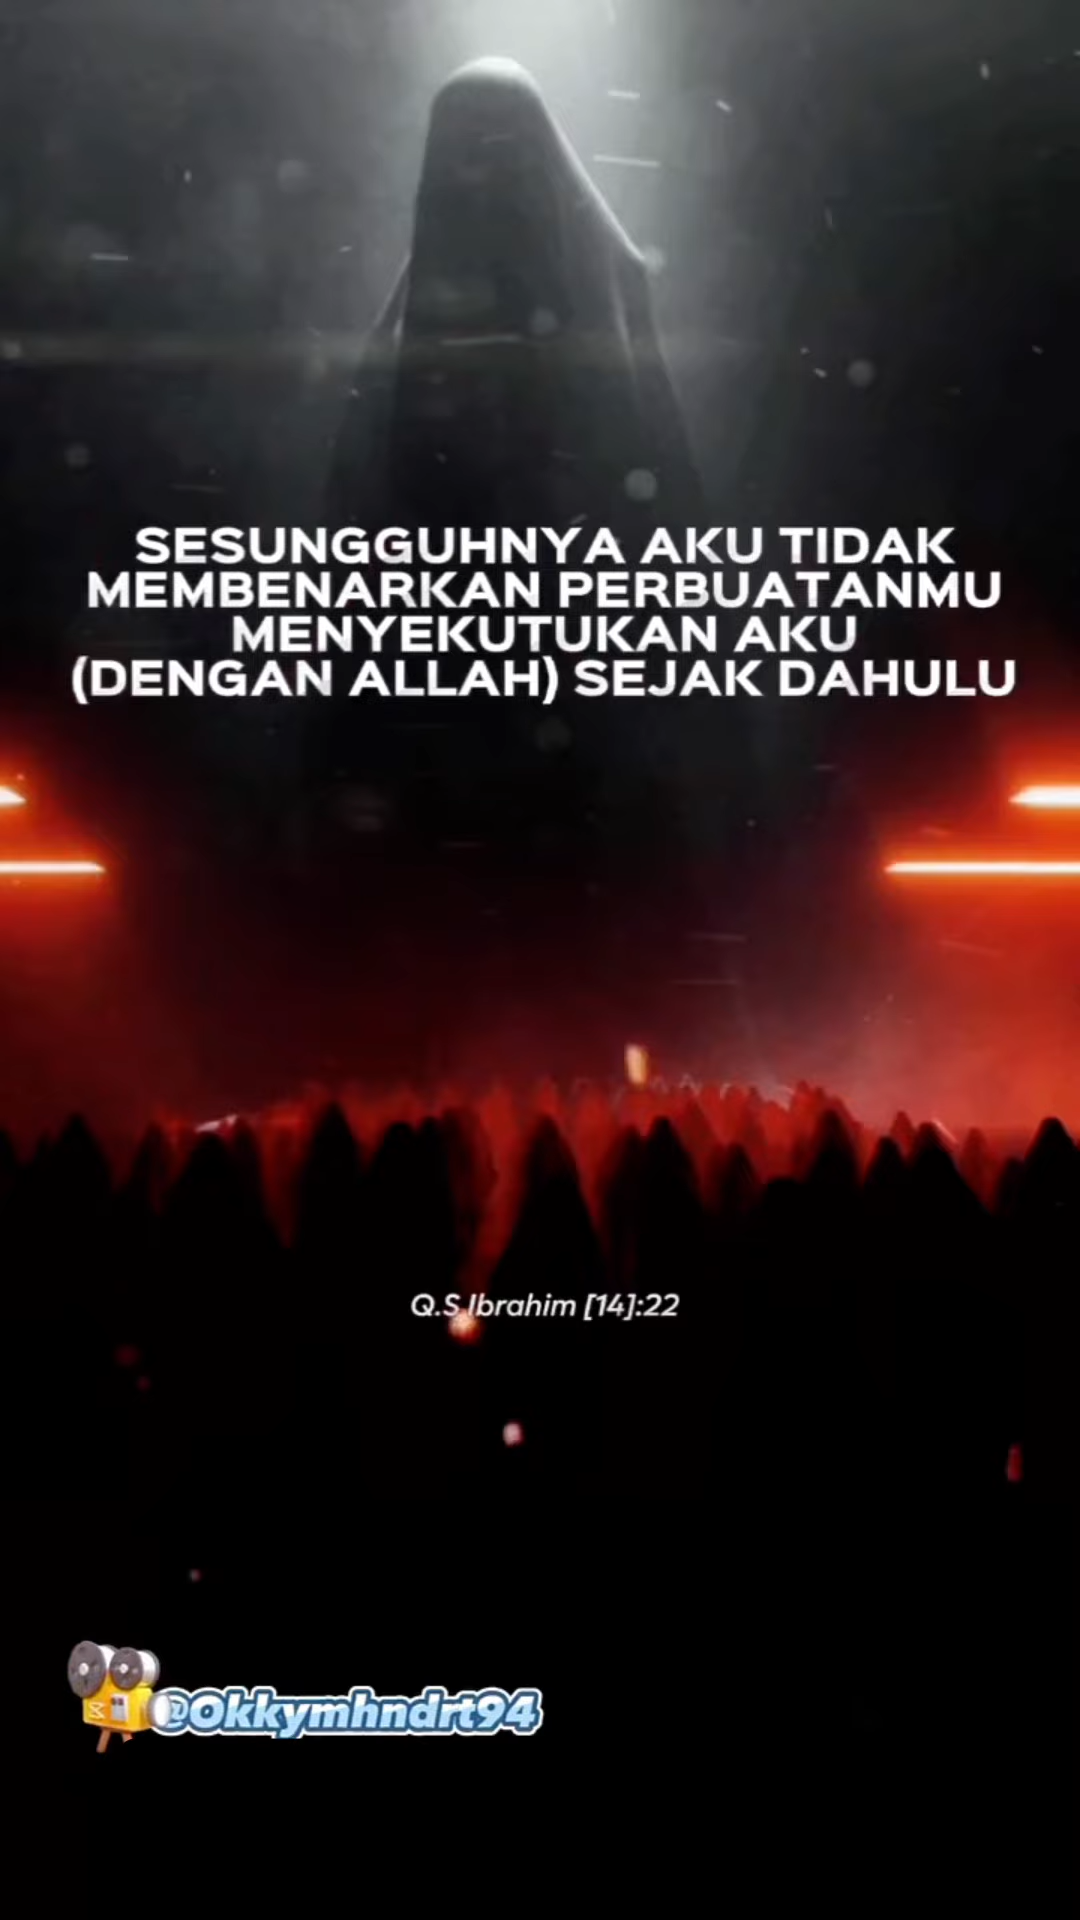 SESUNGGUHNYA AKU TIDAK
MEMBENARKAN PERBUATANMU
MENYEKUTUKAN AKU
(DENGAN ALLAH) SEJAK DAHULU
Q.S Ibrahim [14]:22
@Okkymhndrt94